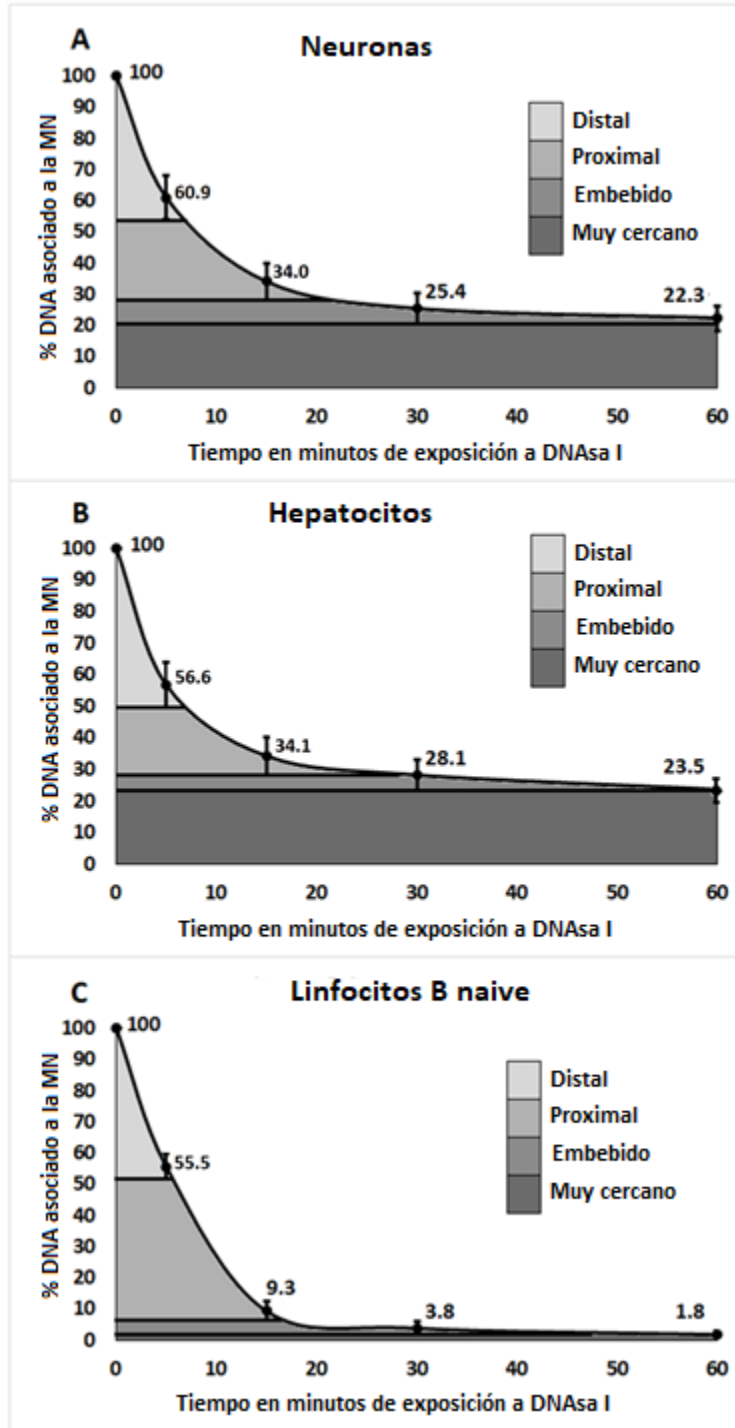 A
Neuronas
% DNA asociado a la MN
100
90
80
70
60
50
40
30
20
10
0
100
60.9
34.0
25.4
22.3
Distal
Proximal
Embebido
Muy cercano
0 10 20 30 40 50 60
Tiempo en minutos de exposición a DNAsa I
B
Hepatocitos
% DNA asociado a la MN
100
90
80
70
60
50
40
30
20
10
0
100
56.6
34.1
28.1
23.5
Distal
Proximal
Embebido
Muy cercano
0 10 20 30 40 50 60
Tiempo en minutos de exposición a DNAsa I
C
Linfocitos B naive
% DNA asociado a la MN
100
90
80
70
60
50
40
30
20
10
0
100
55.5
9.3
3.8
1.8
Distal
Proximal
Embebido
Muy cercano
0 10 20 30 40 50 60
Tiempo en minutos de exposición a DNAsa I